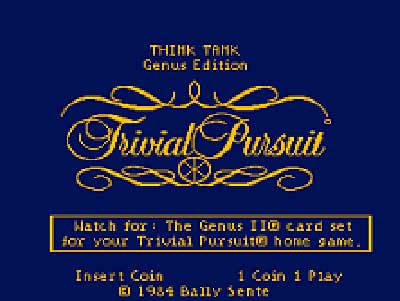 THINK TANK
Genus Edition
Trivial Pursuit®
Watch for: The Genus II® card set
for your Trivial Pursuit® home game.
Insert Coin 1 Coin 1 Play
© 1984 Bally Sente